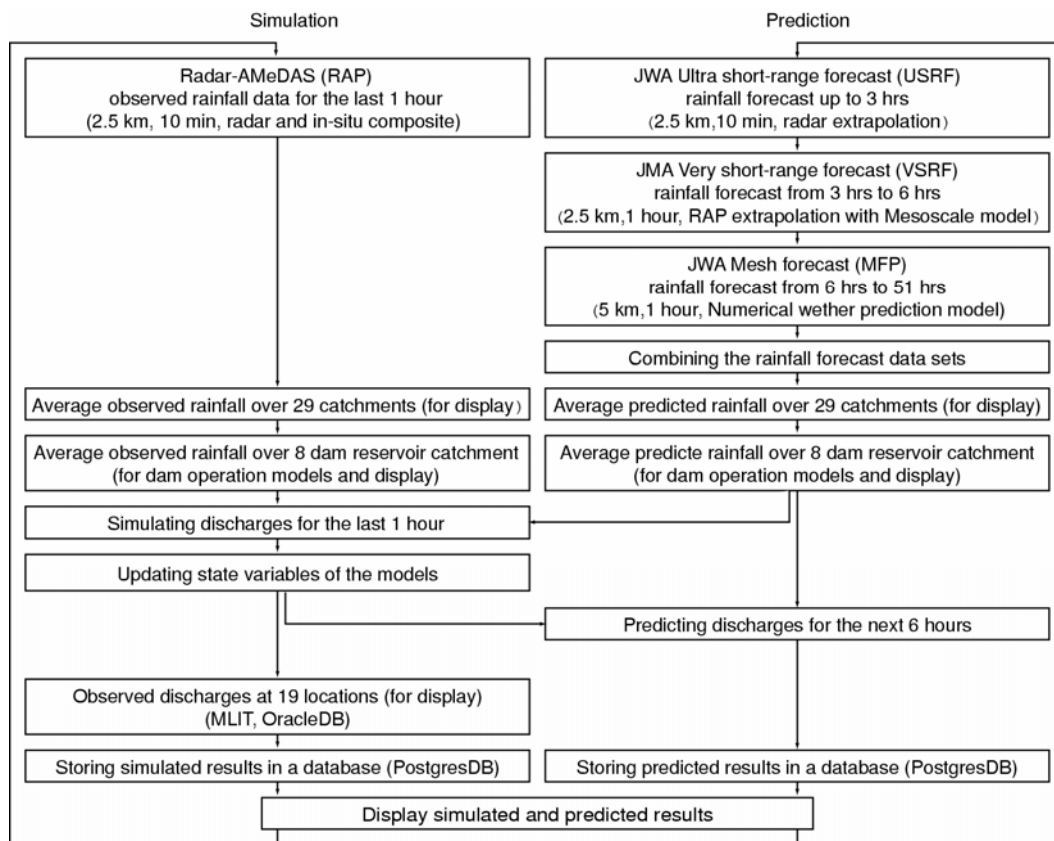 Simulation
Radar-AMeDAS (RAP)
observed rainfall data for the last 1 hour
(2.5 km, 10 min, radar and in-situ composite)
Average observed rainfall over 29 catchments (for display)
Average observed rainfall over 8 dam reservoir catchment
(for dam operation models and display)
Simulating discharges for the last 1 hour
Updating state variables of the models
Observed discharges at 19 locations (for display)
(MLIT, OracleDB)
Storing simulated results in a database (PostgresDB)
Prediction
JWA Ultra short-range forecast (USRF)
rainfall forecast up to 3 hrs
(2.5 km,10 min, radar extrapolation)
JMA Very short-range forecast (VSRF)
rainfall forecast from 3 hrs to 6 hrs
(2.5 km,1 hour, RAP extrapolation with Mesoscale model)
JWA Mesh forecast (MFP)
rainfall forecast from 6 hrs to 51 hrs
(5 km,1 hour, Numerical wether prediction model)
Combining the rainfall forecast data sets
Average predicted rainfall over 29 catchments (for display)
Average predicte rainfall over 8 dam reservoir catchment
(for dam operation models and display)
Predicting discharges for the next 6 hours
Storing predicted results in a database (PostgresDB)
Display simulated and predicted results